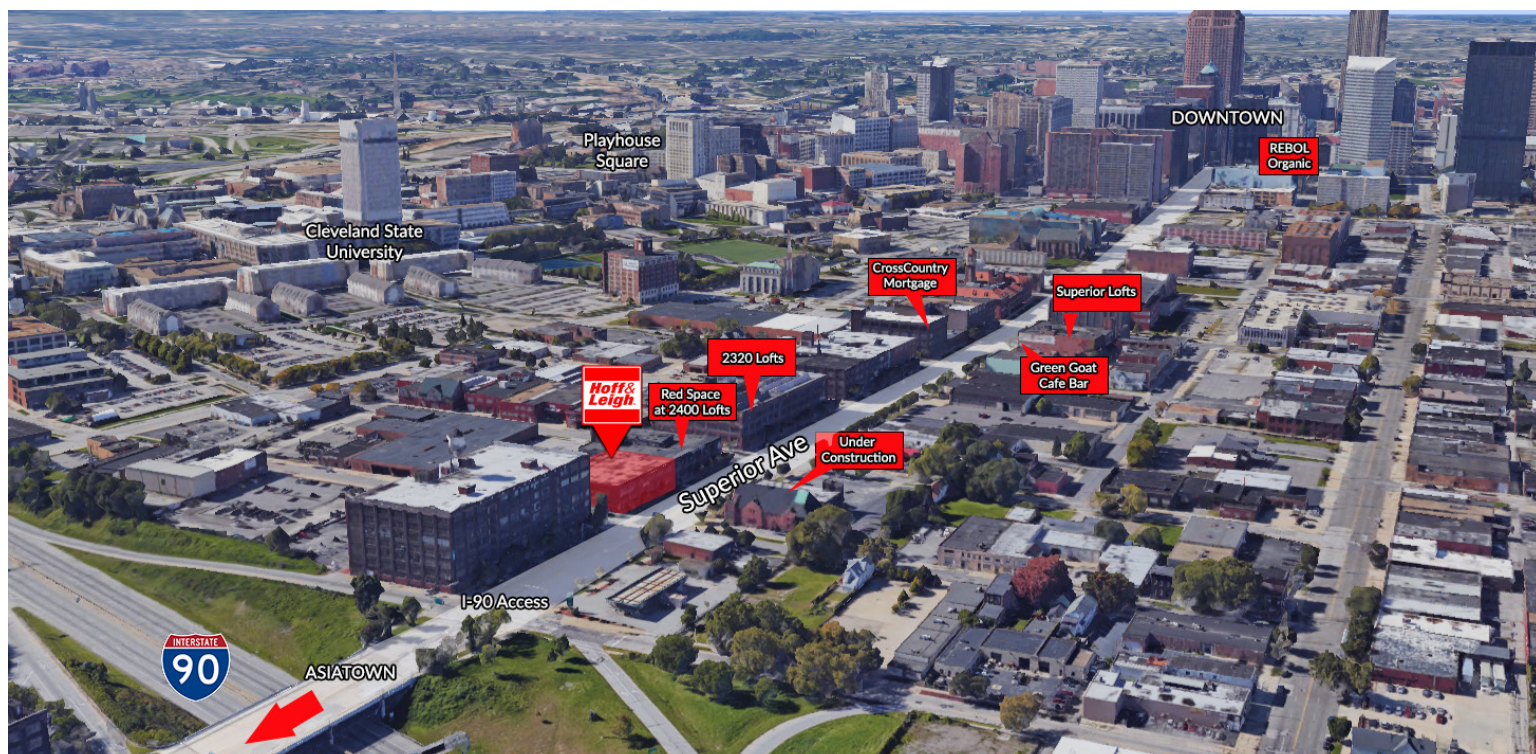 DOWNTOWN
REBOL
Organic
Playhouse
Square
Cleveland State
University
CrossCountry
Mortgage
Superior Lofts
2320 Lofts
Green Goat
Cafe Bar
Hoff&
Leigh
Red Space
at 2400 Lofts
Under
Construction
Superior Ave
I-90 Access
INTERSTATE
90
ASIATOWN